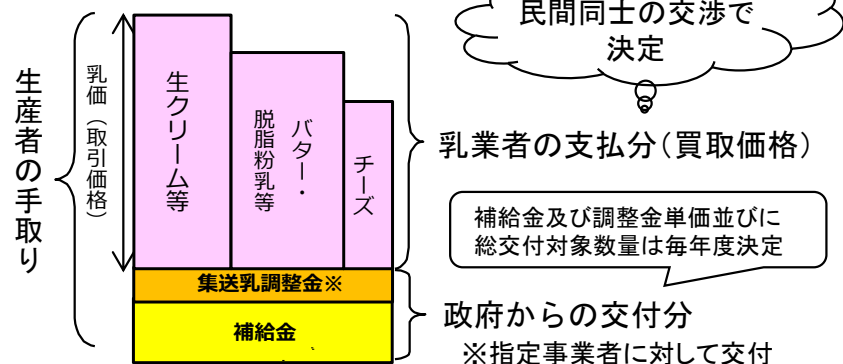 民間同士の交渉で
決定
生産者の手取り
乳価（取引価格）
生クリーム等
バター・
脱脂粉乳等
チーズ
乳業者の支払分（買取価格）
補給金及び調整金単価並びに
総交付対象数量は毎年度決定
集送乳調整金※
補給金
政府からの交付分
※指定事業者に対して交付